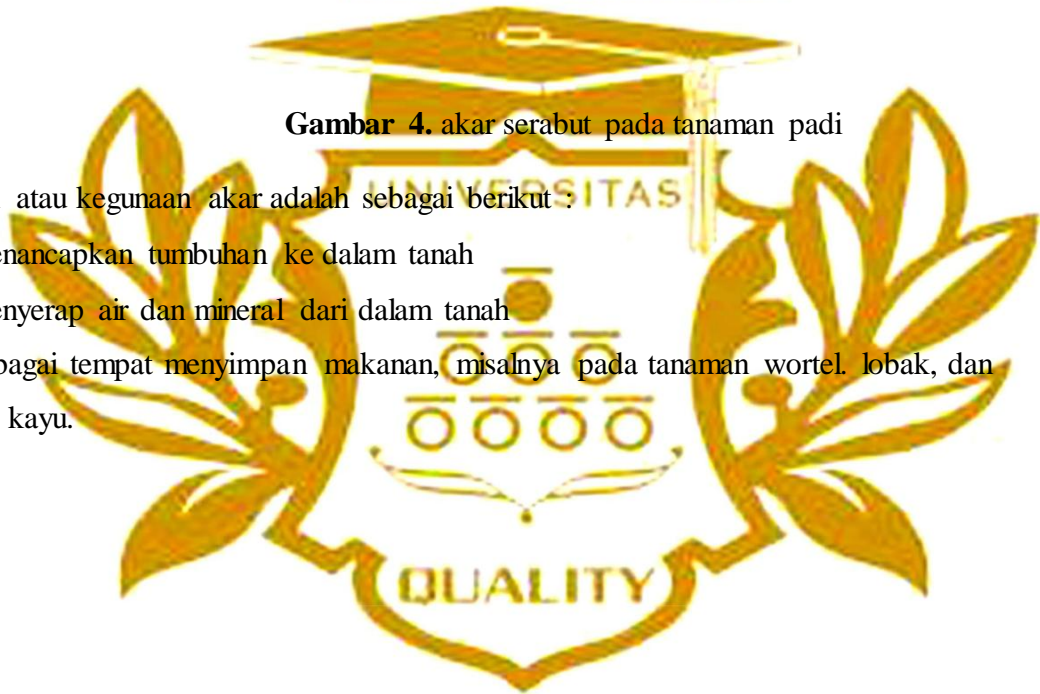 Gambar 4. akar serabut pada tanaman padi
UNIVERSITAS
atau kegunaan akar adalah sebagai berikut :
enancapkan tumbuhan ke dalam tanah
enyerap air dan mineral dari dalam tanah
bagai tempat menyimpan makanan, misalnya pada tanaman wortel. lobak, dan
kayu.
QUALITY